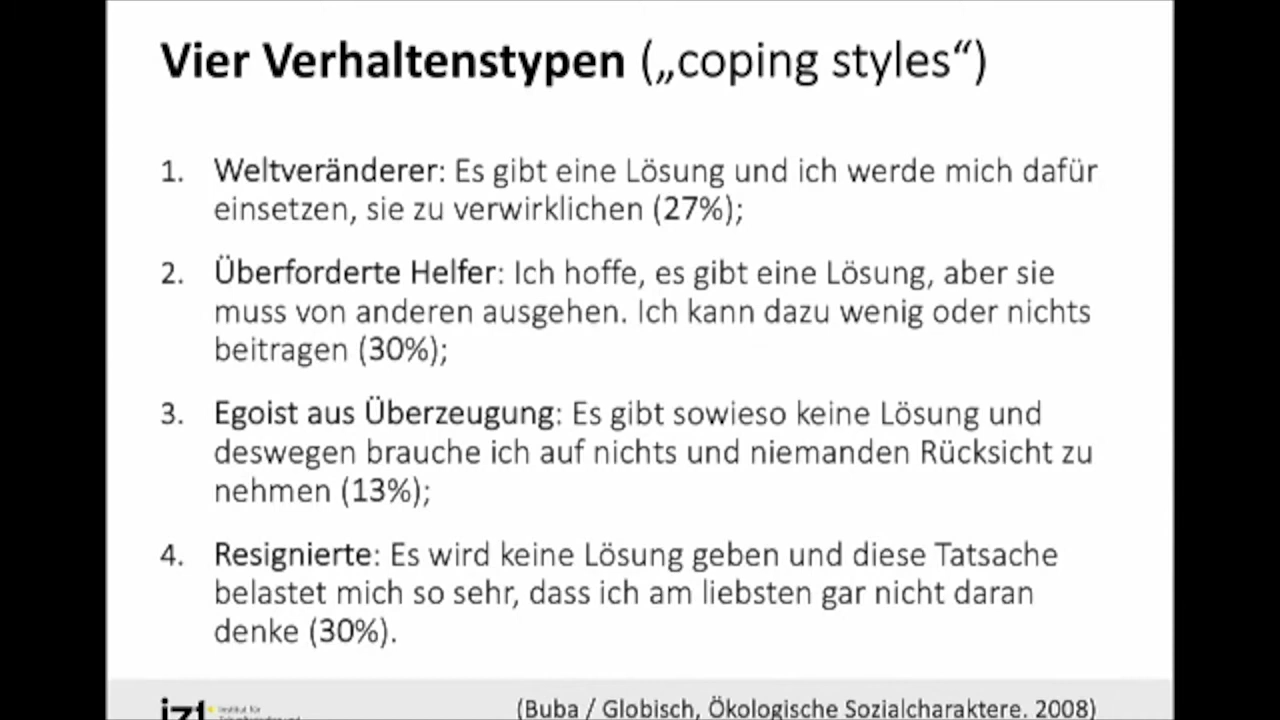 Vier Verhaltenstypen („coping styles“)
1. Weltveränderer: Es gibt eine Lösung und ich werde mich dafür
einsetzen, sie zu verwirklichen (27%);
2. Überforderte Helfer: Ich hoffe, es gibt eine Lösung, aber sie
muss von anderen ausgehen. Ich kann dazu wenig oder nichts
beitragen (30%);
3. Egoist aus Überzeugung: Es gibt sowieso keine Lösung und
deswegen brauche ich auf nichts und niemanden Rücksicht zu
nehmen (13%);
4. Resignierte: Es wird keine Lösung geben und diese Tatsache
belastet mich so sehr, dass ich am liebsten gar nicht daran
denke (30%).
izt Institut für
(Buba / Globisch, Ökologische Sozialcharaktere. 2008)